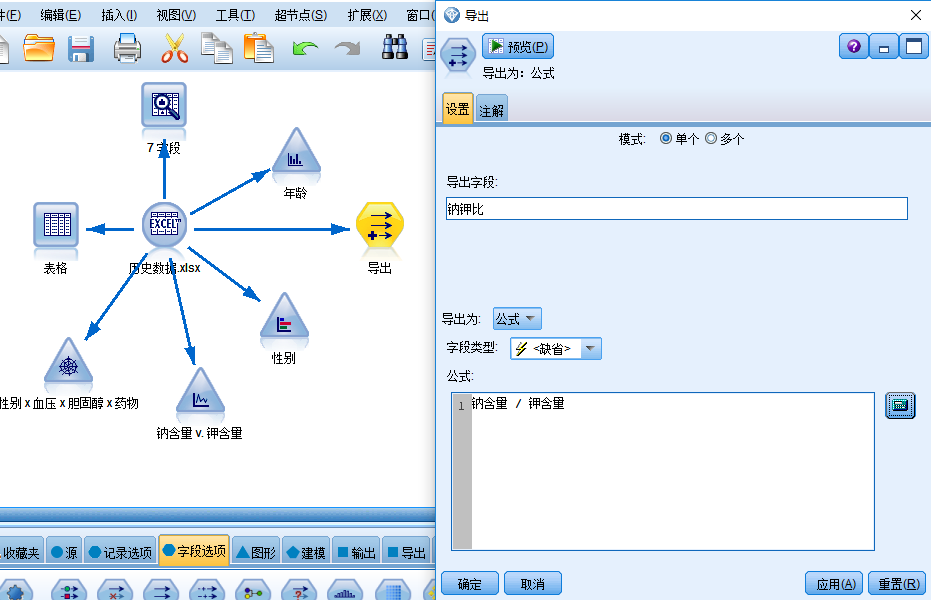 件(F) 编辑(E) 插入(I) 视图(V) 工具(T) 超节点(S) 扩展(X) 窗口(
7 字段
年龄
表格
EXCEL
历史数据.xlsx
导出
性别
性别 x 血压 x 胆固醇 x 药物
钠含量 v. 钾含量
收藏夹 源 记录选项 字段选项 图形 建模 输出 导出
导出
预览(P)
导出为: 公式
设置 注解
模式: 单个 多个
导出字段:
钠钾比
导出为: 公式
字段类型: <缺省>
公式:
1 钠含量 / 钾含量
确定 取消 应用(A) 重置(R)